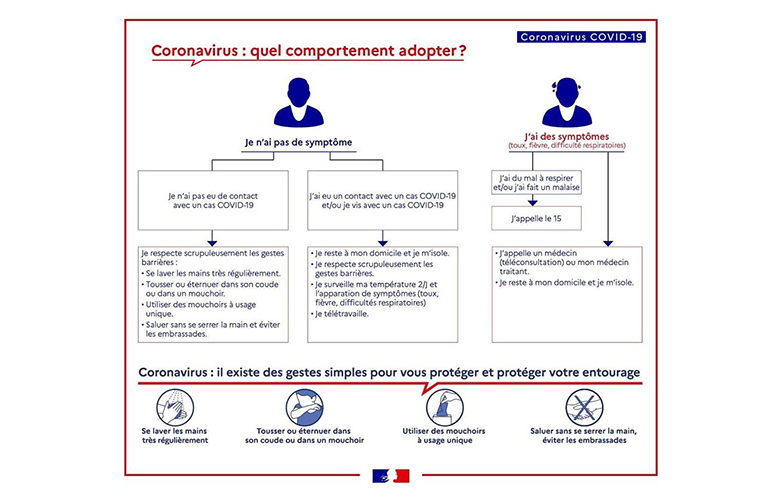 Coronavirus COVID-19
Coronavirus : quel comportement adopter ?
Je n'ai pas de symptôme
Je n'ai pas eu de contact
avec un cas COVID-19
J'ai eu un contact avec un cas COVID-19
et/ou je vis avec un cas COVID-19
Je respecte scrupuleusement les gestes
barrières :
• Se laver les mains très régulièrement.
• Tousser ou éternuer dans son coude
ou dans un mouchoir.
• Utiliser des mouchoirs à usage
unique.
• Saluer sans se serrer la main et éviter
les embrassades.
• Je reste à mon domicile et je m'isole.
• Je respecte scrupuleusement les
gestes barrières.
• Je surveille ma température 2/J et
l'apparation de symptômes (toux,
fièvre, difficultés respiratoires)
• Je télétravaille.
J'ai des symptômes
(toux, fièvre, difficulté respiratoires)
J'ai du mal à respirer
et/ou j'ai fait un malaise
J'appelle le 15
• J'appelle un médecin
(téléconsultation) ou mon médecin
traitant.
• Je reste à mon domicile et je m'isole.
Coronavirus : il existe des gestes simples pour vous protéger et protéger votre entourage
Se laver les mains
très régulièrement
Tousser ou éternuer dans
son coude ou dans un mouchoir
Utiliser des mouchoirs
à usage unique
Saluer sans se serrer la main,
éviter les embrassades